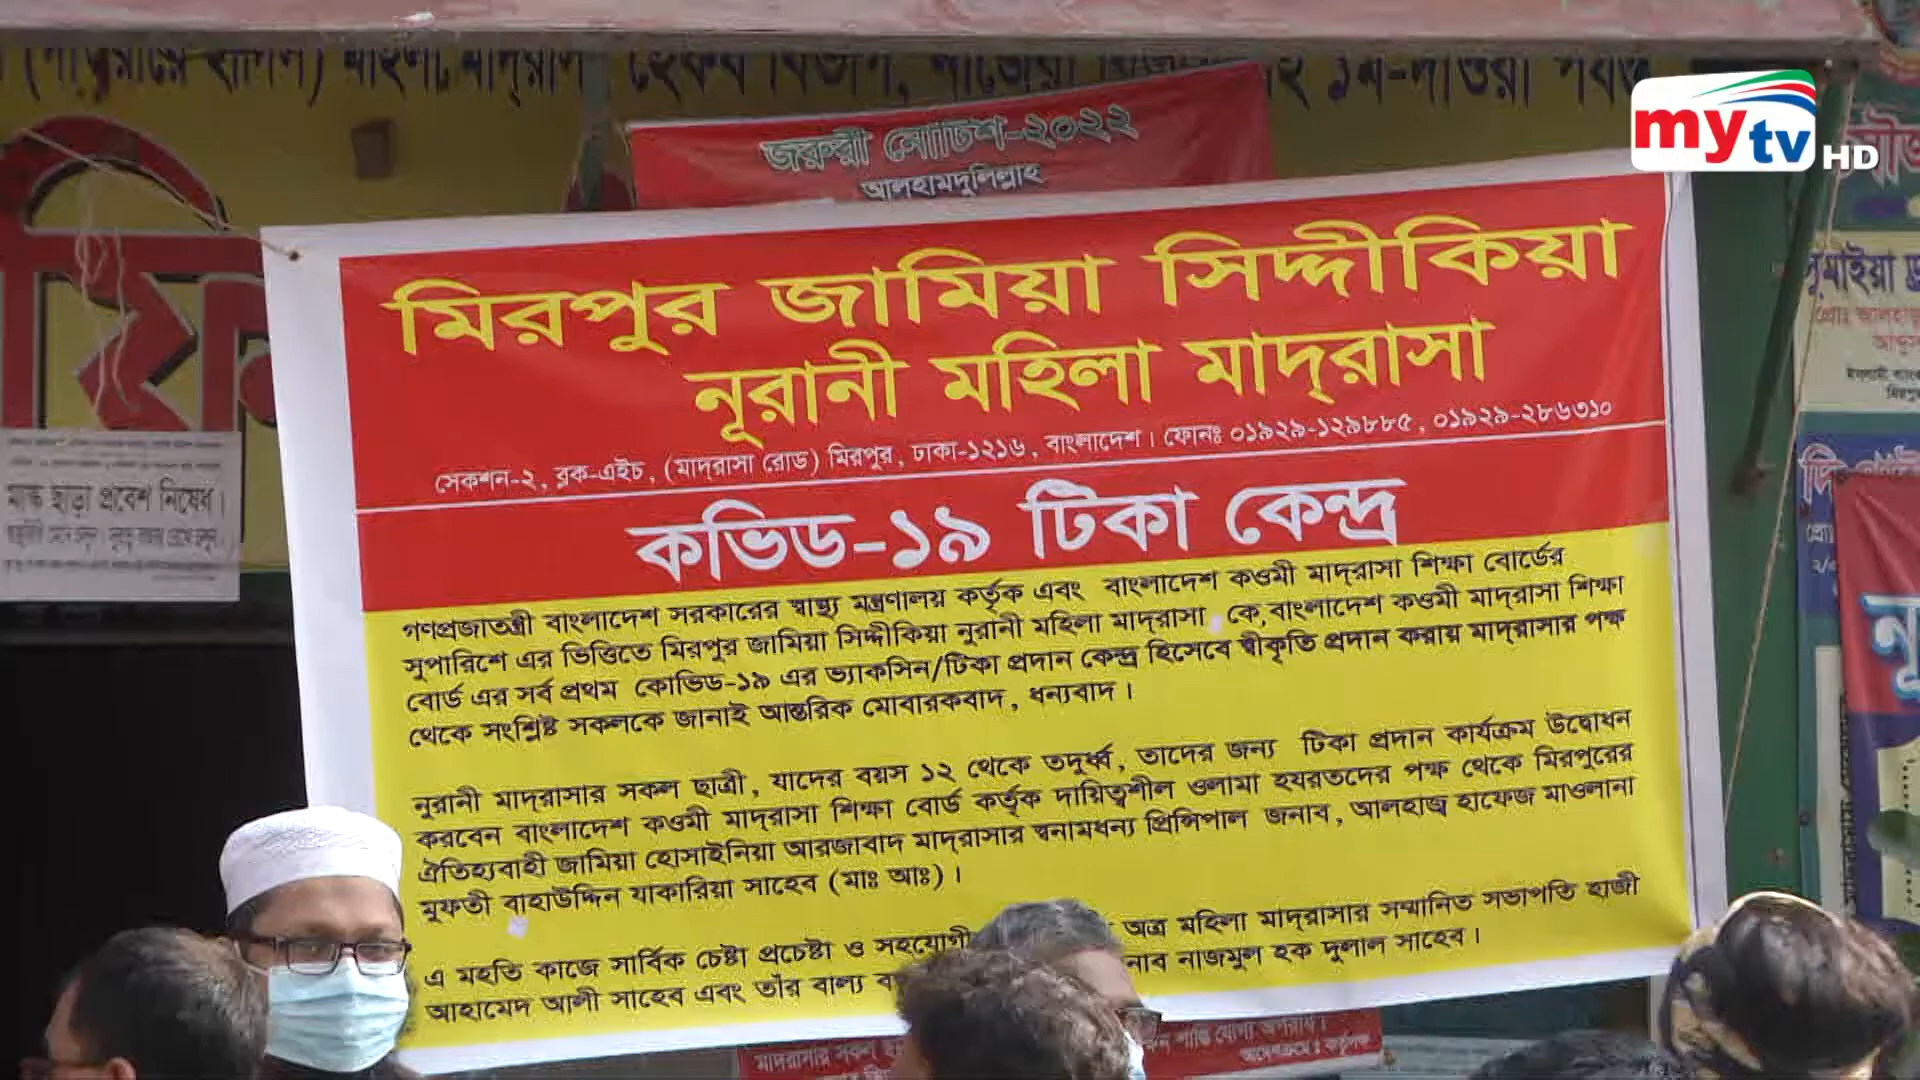 my tv HD
জরুরী নোটিশ-২০২২
আলহামদুলিল্লাহ
মিরপুর জামিয়া সিদ্দীকিয়া
নূরানী মহিলা মাদ্‌রাসা
সেকশন-২, ব্লক-এইচ, (মাদ্‌রাসা রোড) মিরপুর, ঢাকা-১২১৬, বাংলাদেশ। ফোনঃ ০১৯২৯-১২৯৮৮৫, ০১৯২৯-২৮৬৩১০
কভিড-১৯ টিকা কেন্দ্র
গণপ্রজাতন্ত্রী বাংলাদেশ সরকারের স্বাস্থ্য মন্ত্রণালয় কর্তৃক এবং বাংলাদেশ কওমী মাদ্‌রাসা শিক্ষা বোর্ডের
সুপারিশে এর ভিত্তিতে মিরপুর জামিয়া সিদ্দীকিয়া নুরানী মহিলা মাদ্‌রাসা কে, বাংলাদেশ কওমী মাদ্‌রাসা শিক্ষা
বোর্ড এর সর্ব প্রথম কোভিড-১৯ এর ভ্যাকসিন/টিকা প্রদান কেন্দ্র হিসেবে স্বীকৃতি প্রদান করায় মাদ্‌রাসার পক্ষ
থেকে সংশ্লিষ্ট সকলকে জানাই আন্তরিক মোবারকবাদ, ধন্যবাদ।
নুরানী মাদ্‌রাসার সকল ছাত্রী, যাদের বয়স ১২ থেকে তদুর্ধ্ব, তাদের জন্য টিকা প্রদান কার্যক্রম উদ্বোধন
করবেন বাংলাদেশ কওমী মাদ্‌রাসা শিক্ষা বোর্ড কর্তৃক দায়িত্বশীল ওলামা হযরতদের পক্ষ থেকে মিরপুরের
ঐতিহ্যবাহী জামিয়া হোসাইনিয়া আরজাবাদ মাদ্‌রাসার স্বনামধন্য প্রিন্সিপাল জনাব, আলহাজ্ব হাফেজ মাওলানা
মুফতী বাহাউদ্দিন যাকারিয়া সাহেব (মাঃ আঃ)।
এ মহতি কাজে সার্বিক চেষ্টা প্রচেষ্টা ও সহযোগী অত্র মহিলা মাদ্‌রাসার সম্মানিত সভাপতি হাজী
আহামেদ আলী সাহেব এবং তাঁর বাল্য নাজমুল হক দুলাল সাহেব।
মাস্ক ছাড়া প্রবেশ নিষেধ।